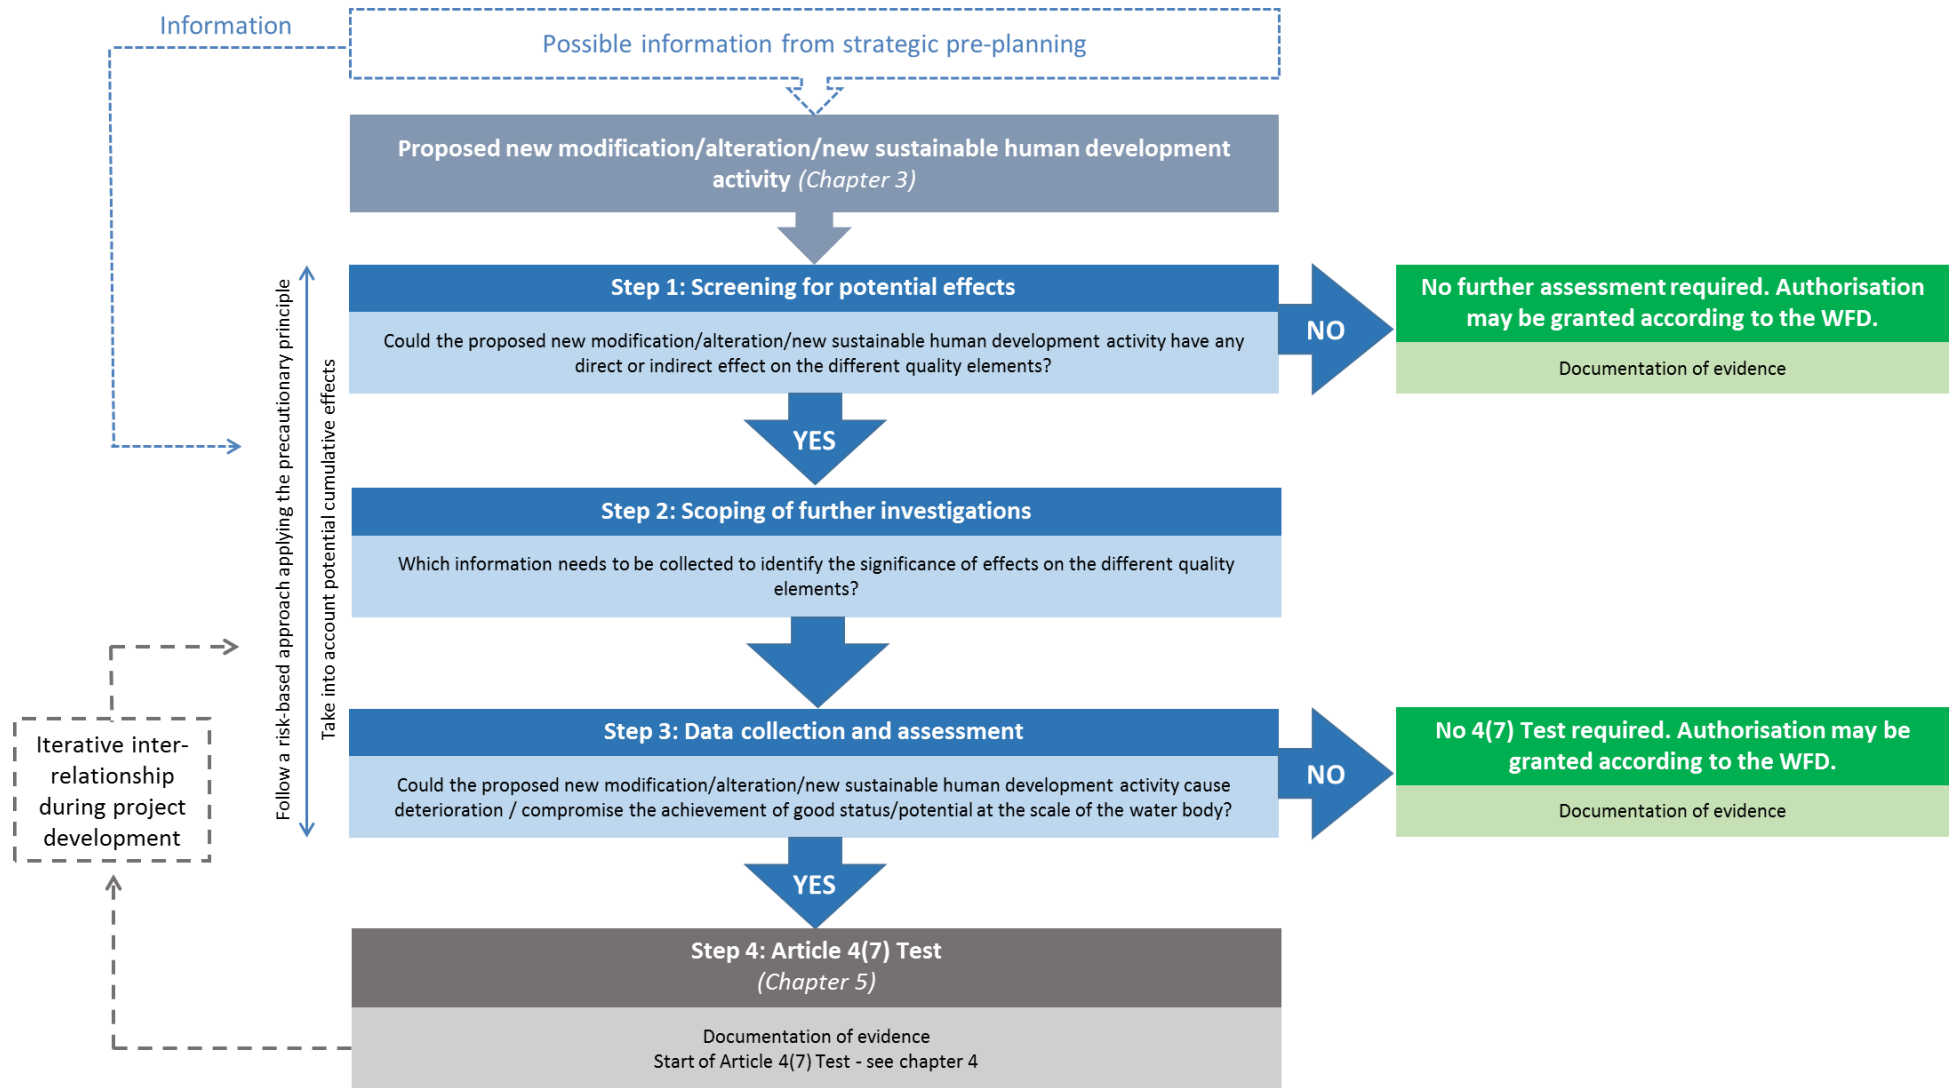 Information
Possible information from strategic pre-planning
Proposed new modification/alteration/new sustainable human development
activity (Chapter 3)
Follow a risk-based approach applying the precautionary principle
Take into account potential cumulative effects
Step 1: Screening for potential effects
Could the proposed new modification/alteration/new sustainable human development activity have any
direct or indirect effect on the different quality elements?
NO
No further assessment required. Authorisation
may be granted according to the WFD.
Documentation of evidence
YES
Step 2: Scoping of further investigations
Which information needs to be collected to identify the significance of effects on the different quality
elements?
Step 3: Data collection and assessment
Could the proposed new modification/alteration/new sustainable human development activity cause
deterioration / compromise the achievement of good status/potential at the scale of the water body?
NO
No 4(7) Test required. Authorisation may be
granted according to the WFD.
Documentation of evidence
Iterative inter-
relationship
during project
development
YES
Step 4: Article 4(7) Test
(Chapter 5)
Documentation of evidence
Start of Article 4(7) Test - see chapter 4